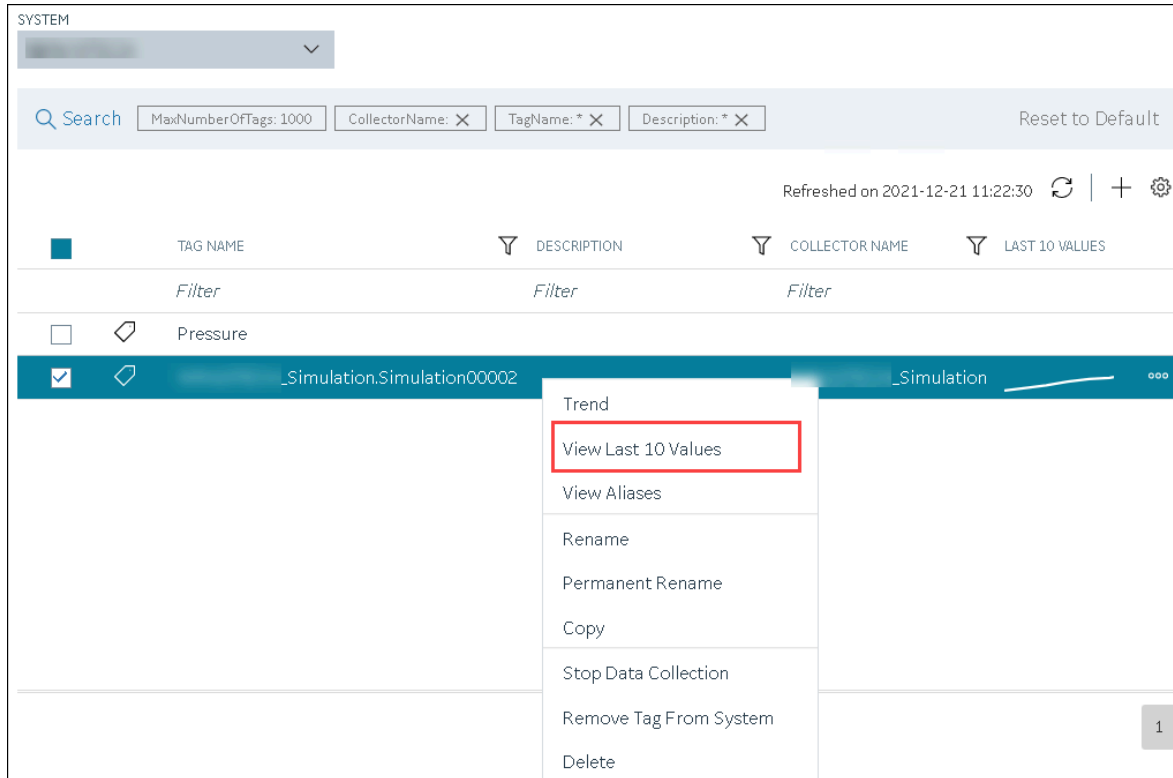 SYSTEM
Search MaxNumberOfTags: 1000 CollectorName: TagName: * Description: * Reset to Default
Refreshed on 2021-12-21 11:22:30
TAG NAME DESCRIPTION COLLECTOR NAME LAST 10 VALUES
Filter Filter Filter
Pressure
_Simulation.Simulation00002 _Simulation
Trend
View Last 10 Values
View Aliases
Rename
Permanent Rename
Copy
Stop Data Collection
Remove Tag From System
1
Delete